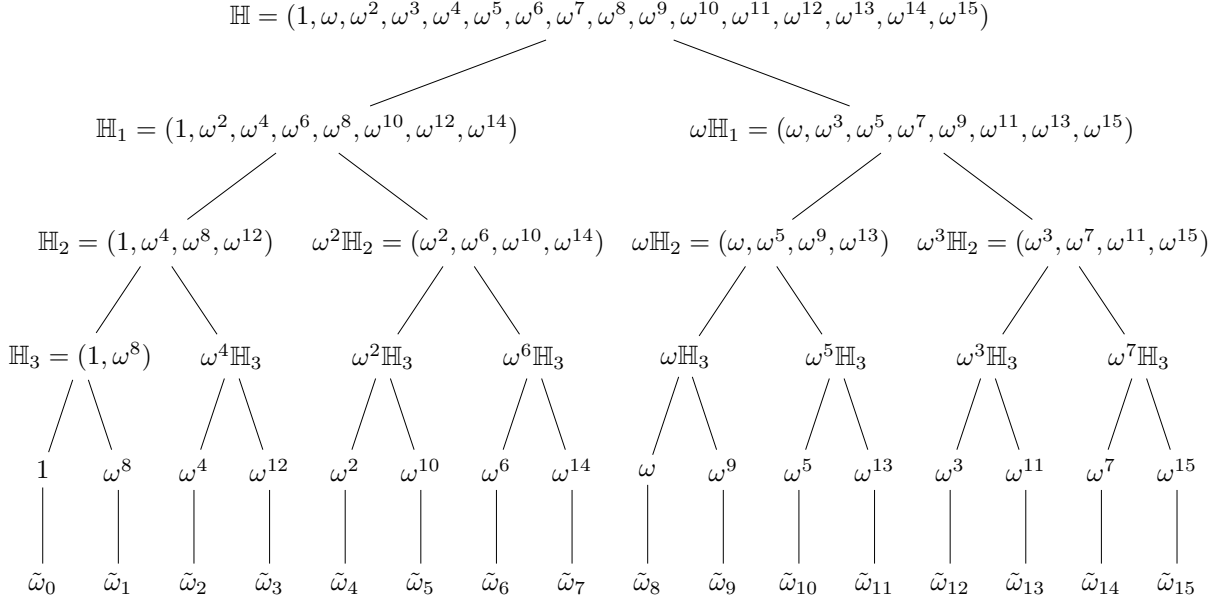 ℍ = (1, ω, ω², ω³, ω⁴, ω⁵, ω⁶, ω⁷, ω⁸, ω⁹, ω¹⁰, ω¹¹, ω¹², ω¹³, ω¹⁴, ω¹⁵)
ℍ₁ = (1, ω², ω⁴, ω⁶, ω⁸, ω¹⁰, ω¹², ω¹⁴) ωℍ₁ = (ω, ω³, ω⁵, ω⁷, ω⁹, ω¹¹, ω¹³, ω¹⁵)
ℍ₂ = (1, ω⁴, ω⁸, ω¹²) ω²ℍ₂ = (ω², ω⁶, ω¹⁰, ω¹⁴) ωℍ₂ = (ω, ω⁵, ω⁹, ω¹³) ω³ℍ₂ = (ω³, ω⁷, ω¹¹, ω¹⁵)
ℍ₃ = (1, ω⁸) ω⁴ℍ₃ ω²ℍ₃ ω⁶ℍ₃ ωℍ₃ ω⁵ℍ₃ ω³ℍ₃ ω⁷ℍ₃
1 ω⁸ ω⁴ ω¹² ω² ω¹⁰ ω⁶ ω¹⁴ ω ω⁹ ω⁵ ω¹³ ω³ ω¹¹ ω⁷ ω¹⁵
ω̃₀ ω̃₁ ω̃₂ ω̃₃ ω̃₄ ω̃₅ ω̃₆ ω̃₇ ω̃₈ ω̃₉ ω̃₁₀ ω̃₁₁ ω̃₁₂ ω̃₁₃ ω̃₁₄ ω̃₁₅